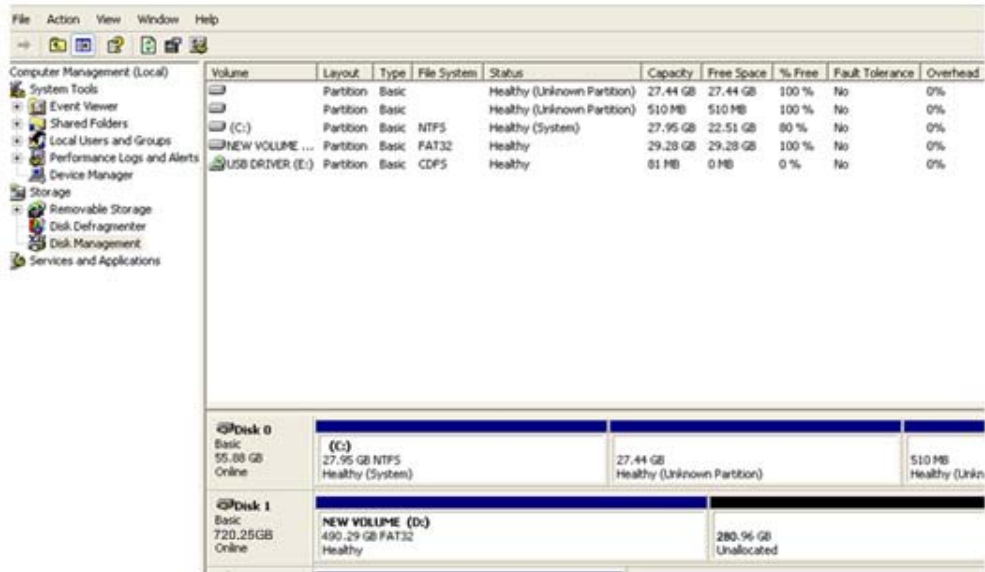 File Action View Window Help
Computer Management (Local)
System Tools
Event Viewer
Shared Folders
Local Users and Groups
Performance Logs and Alerts
Device Manager
Storage
Removable Storage
Disk Defragmenter
Disk Management
Services and Applications
Volume Layout Type File System Status Capacity Free Space % Free Fault Tolerance Overhead
Partition Basic Healthy (Unknown Partition) 27.44 GB 27.44 GB 100 % No 0%
Partition Basic Healthy (Unknown Partition) 510 MB 510 MB 100 % No 0%
(C:) Partition Basic NTFS Healthy (System) 27.95 GB 22.51 GB 80 % No 0%
NEW VOLUME ... Partition Basic FAT32 Healthy 29.28 GB 29.28 GB 100 % No 0%
USB DRIVER (E:) Partition Basic CDFS Healthy 81 MB 0 MB 0 % No 0%
Disk 0
Basic
55.88 GB
Online
(C:)
27.95 GB NTFS
Healthy (System)
27.44 GB
Healthy (Unknown Partition)
510 MB
Healthy (Unkn
Disk 1
Basic
720.25GB
Online
NEW VOLUME (D:)
490.29 GB FAT32
Healthy
280.96 GB
Unallocated